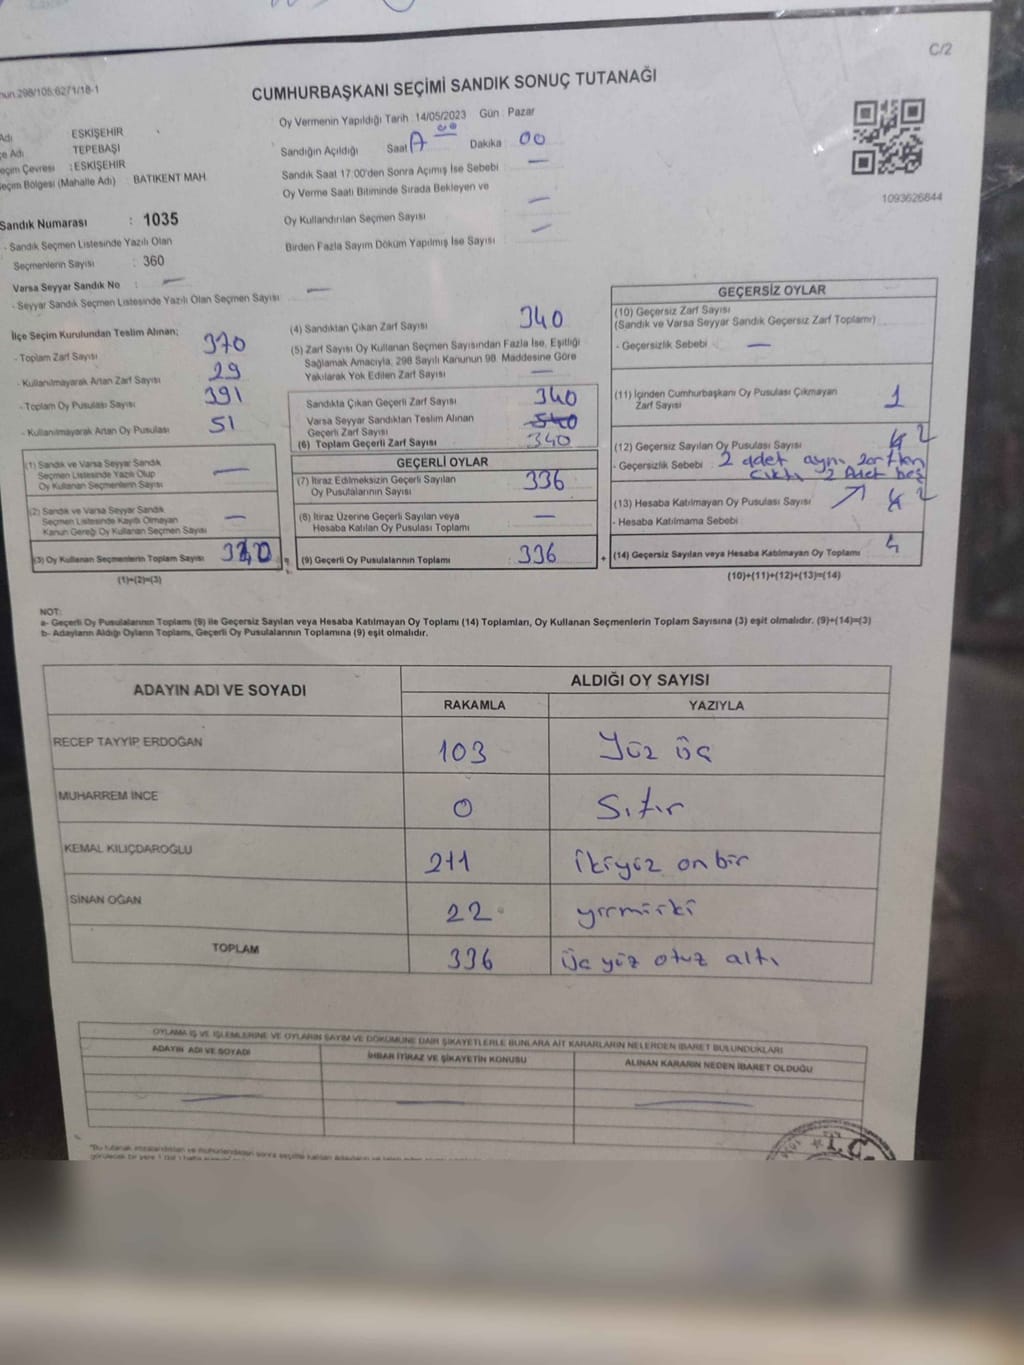 C/2
298/105:62/1/18-1
CUMHURBAŞKANI SEÇİMİ SANDIK SONUÇ TUTANAĞI
Oy Vermenin Yapıldığı Tarih : 14/05/2023 Gün : Pazar
Sandığın Açıldığı Saat Dakika : 00
Sandık Saat 17:00'den Sonra Açımış İse Sebebi —
Oy Verme Saati Bitiminde Sırada Bekleyen ve
Oy Kullandırılan Seçmen Sayısı —
Birden Fazla Sayım Döküm Yapılmış İse Sayısı —
1093626844
ESKİŞEHİR
TEPEBAŞI
Seçim Çevresi : ESKİŞEHİR
Seçim Bölgesi (Mahalle Adı) BATIKENT MAH.
Sandık Numarası : 1035
- Sandık Seçmen Listesinde Yazılı Olan
Seçmenlerin Sayısı : 360
Varsa Seyyar Sandık No : —
- Seyyar Sandık Seçmen Listesinde Yazılı Olan Seçmen Sayısı : —
İlçe Seçim Kurulundan Teslim Alınan;
- Toplam Zarf Sayısı 370
- Kullanılmayarak Artan Zarf Sayısı 29
- Toplam Oy Pusulası Sayısı 391
- Kullanılmayarak Artan Oy Pusulası 51
(1) Sandık ve Varsa Seyyar Sandık
Seçmen Listesinde Yazılı Olup
Oy Kullanan Seçmenlerin Sayısı —
(2) Sandık ve Varsa Seyyar Sandık
Seçmen Listesinde Kayıtlı Olmayan
Kanun Gereği Oy Kullanan Seçmen Sayısı —
(3) Oy Kullanan Seçmenlerin Toplam Sayısı
(1)+(2)=(3)
(4) Sandıktan Çıkan Zarf Sayısı 340
(5) Zarf Sayısı Oy Kullanan Seçmen Sayısından Fazla İse, Eşitliği
Sağlamak Amacıyla, 298 Sayılı Kanunun 98. Maddesine Göre
Yakılarak Yok Edilen Zarf Sayısı —
Sandıkta Çıkan Geçerli Zarf Sayısı 340
Varsa Seyyar Sandıktan Teslim Alınan
Geçerli Zarf Sayısı
(6) Toplam Geçerli Zarf Sayısı 340
GEÇERLİ OYLAR
(7) İtiraz Edilmeksizin Geçerli Sayılan
Oy Pusulalarının Sayısı 336
(8) İtiraz Üzerine Geçerli Sayılan veya
Hesaba Katılan Oy Pusulası Toplamı —
(9) Geçerli Oy Pusulalarının Toplamı : 336
GEÇERSİZ OYLAR
(10) Geçersiz Zarf Sayısı
(Sandık ve Varsa Seyyar Sandık Geçersiz Zarf Toplamı)
- Geçersizlik Sebebi —
(11) İçinden Cumhurbaşkanı Oy Pusulası Çıkmayan
Zarf Sayısı 1
(12) Geçersiz Sayılan Oy Pusulası Sayısı 2
- Geçersizlik Sebebi : 2 adet aynı zarftan
çıktı 2 Adet boş
(13) Hesaba Katılmayan Oy Pusulası Sayısı 2
- Hesaba Katılmama Sebebi
+ (14) Geçersiz Sayılan veya Hesaba Katılmayan Oy Toplamı : 4
(10)+(11)+(12)+(13)=(14)
NOT:
a- Geçerli Oy Pusulalarının Toplamı (9) ile Geçersiz Sayılan veya Hesaba Katılmayan Oy Toplamı (14) Toplamları, Oy Kullanan Seçmenlerin Toplam Sayısına (3) eşit olmalıdır. (9)+(14)=(3)
b- Adayların Aldığı Oyların Toplamı, Geçerli Oy Pusulalarının Toplamına (9) eşit olmalıdır.
ADAYIN ADI VE SOYADI ALDIĞI OY SAYISI
RAKAMLA YAZIYLA
RECEP TAYYİP ERDOĞAN 103 Yüz üç
MUHARREM İNCE 0 Sıfır
KEMAL KILIÇDAROĞLU 211 İkiyüz onbir
SİNAN OĞAN 22 yirmiiki
TOPLAM 336 üç yüz otuz altı
OYLAMA İŞ VE İŞLEMLERİNE VE OYLARIN SAYIM VE DÖKÜMÜNE DAİR ŞİKAYETLERLE BUNLARA AİT KARARLARIN NELERDEN İBARET BULUNDUKLARI
ADAYIN ADI VE SOYADI İHBAR İTİRAZ VE ŞİKAYETİN KONUSU ALINAN KARARIN NEDEN İBARET OLDUĞU
— — —
T.C.